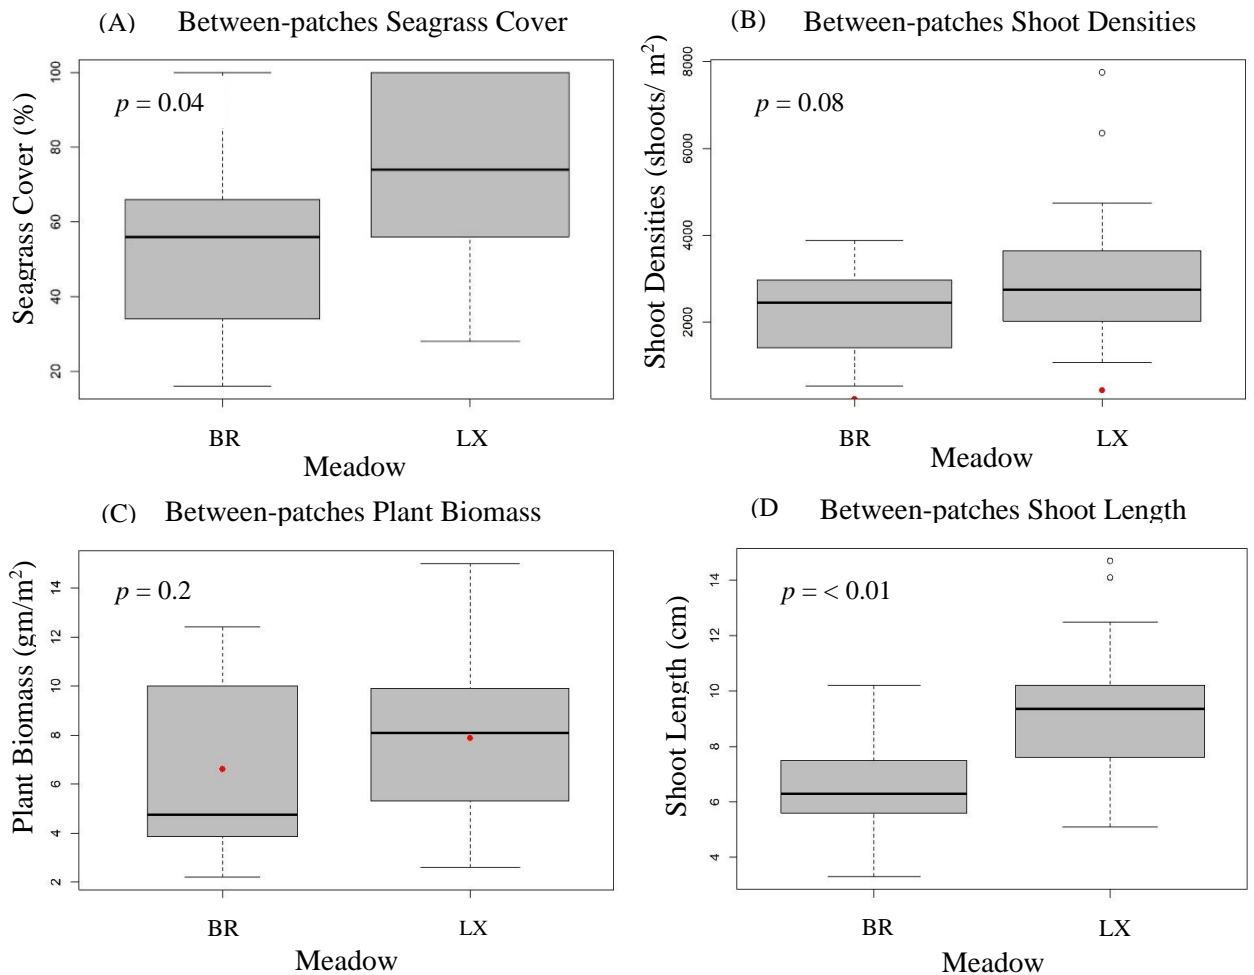 (A) Between-patches Seagrass Cover
p = 0.04
Seagrass Cover (%)
100
80
60
40
20
BR LX
Meadow
(B) Between-patches Shoot Densities
p = 0.08
Shoot Densities (shoots/ m²)
8000
6000
4000
2000
BR LX
Meadow
(C) Between-patches Plant Biomass
p = 0.2
Plant Biomass (gm/m²)
14
12
10
8
6
4
2
BR LX
Meadow
(D Between-patches Shoot Length
p = < 0.01
Shoot Length (cm)
14
12
10
8
6
4
BR LX
Meadow